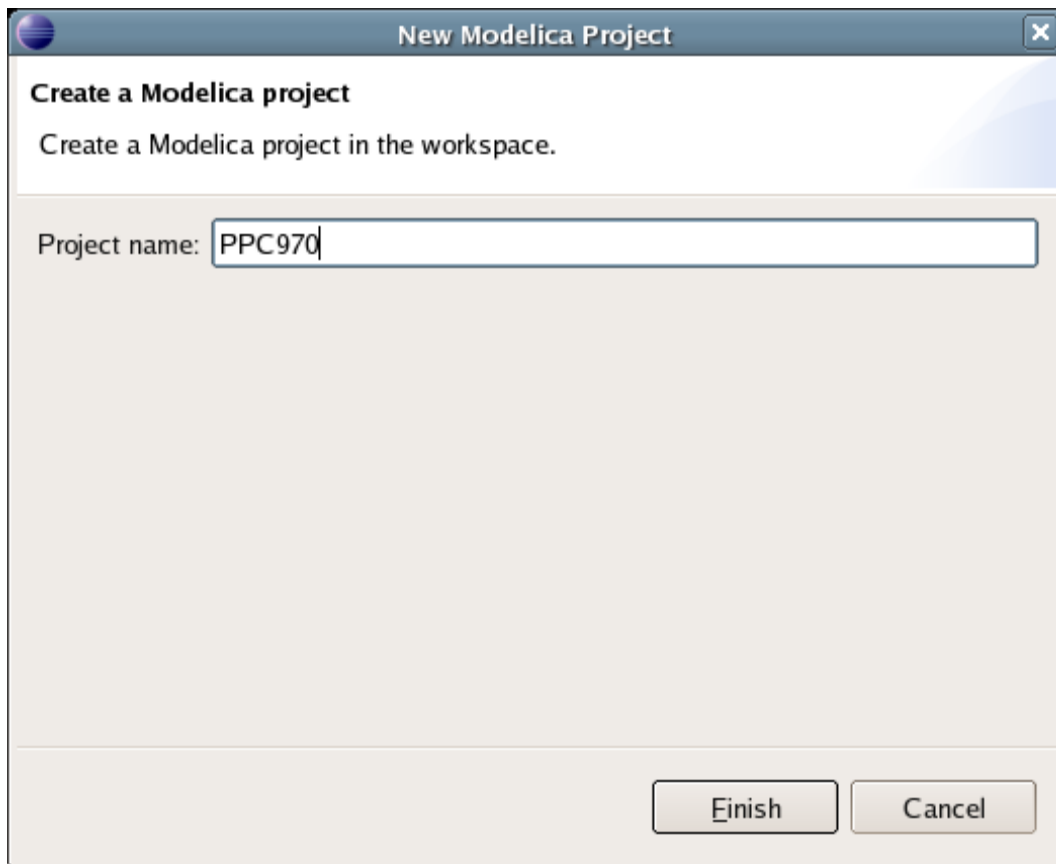 New Modelica Project
Create a Modelica project
Create a Modelica project in the workspace.
Project name: PPC970
Finish Cancel